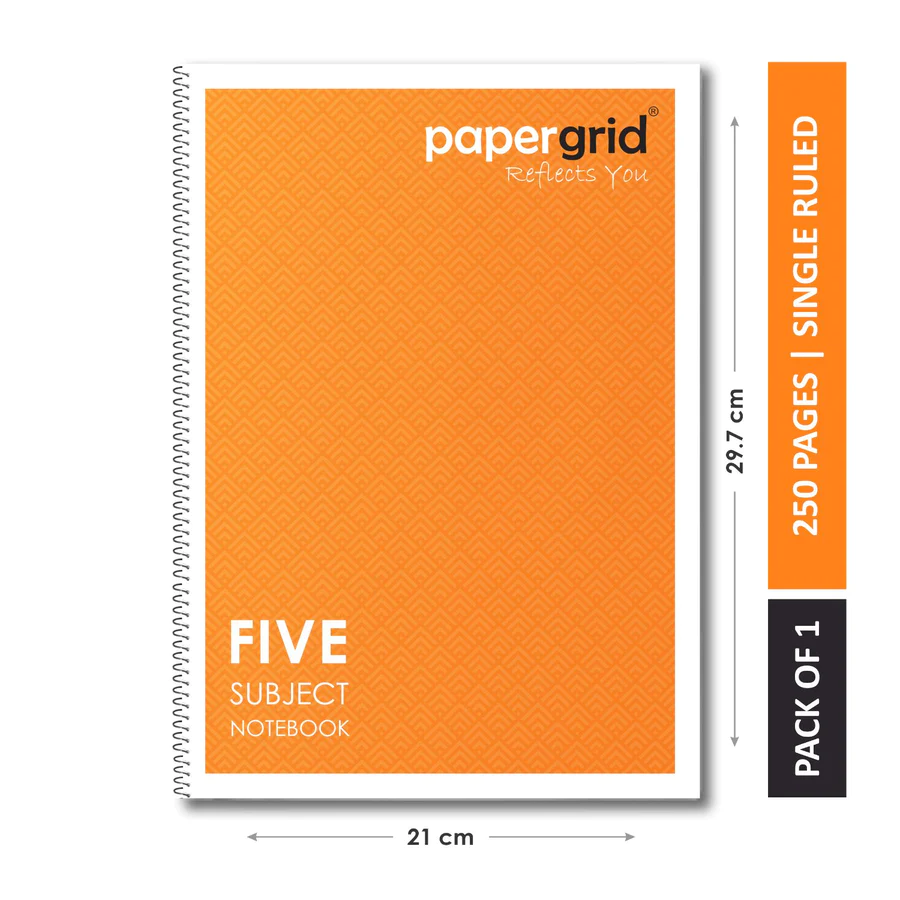 papergrid®
Reflects You
FIVE
SUBJECT
NOTEBOOK
21 cm
29.7 cm
250 PAGES | SINGLE RULED
PACK OF 1